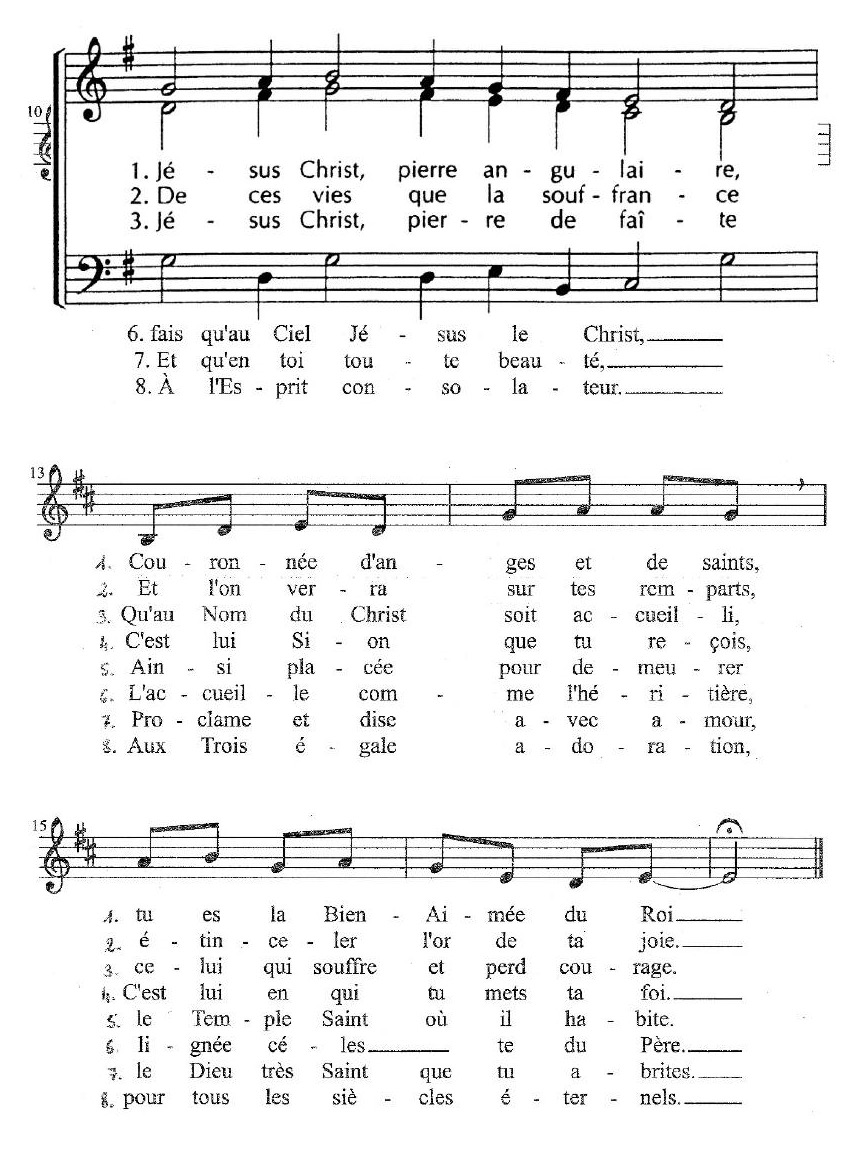 10
1. Jé - sus Christ, pierre an - gu - lai - re,
2. De ces vies que la souf - fran - ce
3. Jé - sus Christ, pier - re de faî - te
6. fais qu'au Ciel Jé - sus le Christ,
7. Et qu'en toi tou - te beau - té,
8. À l'Es - prit con - so - la - teur.
13
1. Cou - ron - née d'an - ges et de saints,
2. Et l'on ver - ra sur tes rem - parts,
3. Qu'au Nom du Christ soit ac - cueil - li,
4. C'est lui Si - on que tu re - çois,
5. Ain - si pla - cée pour de - meu - rer
6. L'ac - cueil - le com - me l'hé - ri - tière,
7. Pro - clame et dise a - vec a - mour,
8. Aux Trois é - gale a - do - ra - tion,
15
1. tu es la Bien - Ai - mée du Roi
2. é - tin - ce - ler l'or de ta joie.
3. ce - lui qui souffre et perd cou - rage.
4. C'est lui en qui tu mets ta foi.
5. le Tem - ple Saint où il ha - bite.
6. li - gnée cé - les te du Père.
7. le Dieu très Saint que tu a - brites.
8. pour tous les siè - cles é - ter - nels.